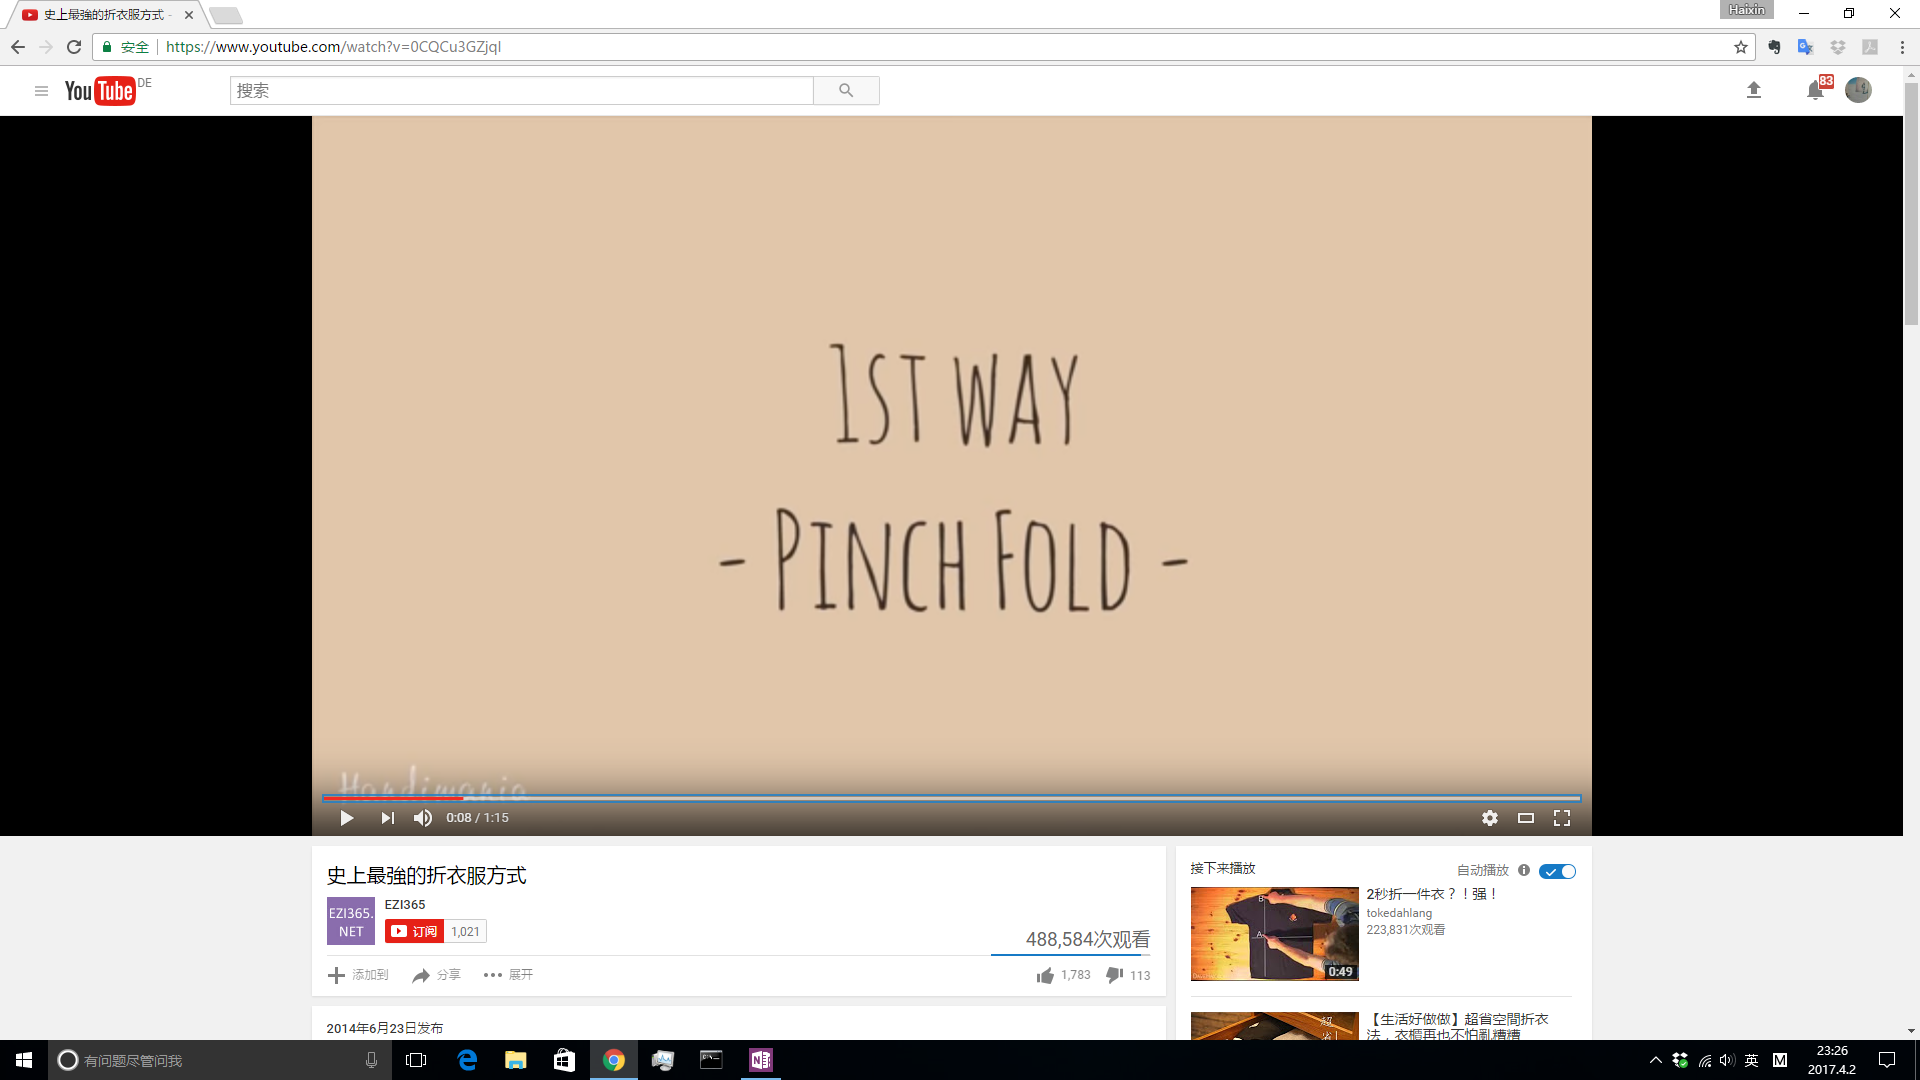 史上最強的折衣服方式 -
Haixin
安全
https://www.youtube.com/watch?v=0CQCu3GZjqI
YouTube DE
搜索
83
1ST WAY
- PINCH FOLD -
Handimania
0:08 / 1:15
史上最強的折衣服方式
EZI365.
NET
EZI365
订阅 1,021
488,584次观看
添加到 分享 展开
1,783 113
2014年6月23日发布
接下来播放
自动播放
B
A
0:49
2秒折一件衣？！强！
tokedahlang
223,831次观看
【生活好做做】超省空間折衣
法，衣櫃再也不怕亂糟糟
有问题尽管问我
英
M
23:26
2017.4.2